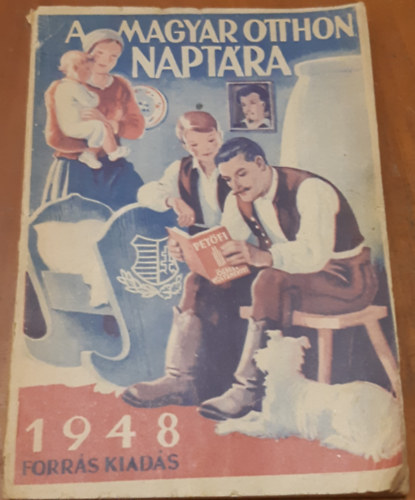 A MAGYAR OTTHON
NAPTÁRA
PETŐFI
1948
FORRÁS KIADÁS